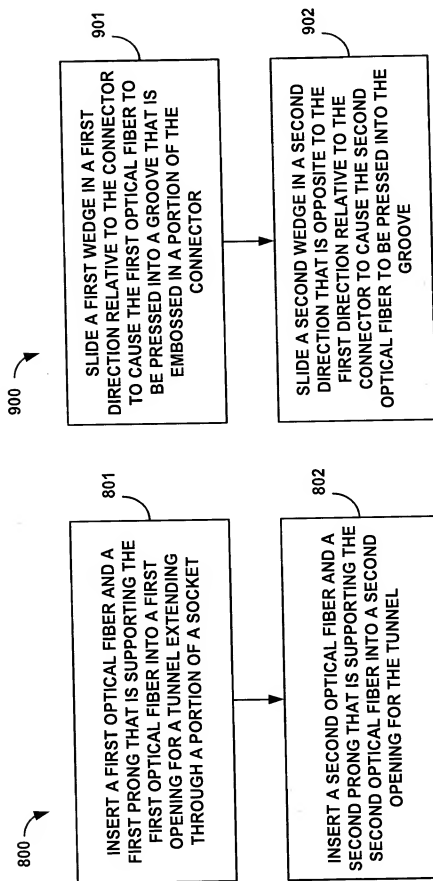 800
801
INSERT A FIRST OPTICAL FIBER AND A
FIRST PRONG THAT IS SUPPORTING THE
FIRST OPTICAL FIBER INTO A FIRST
OPENING FOR A TUNNEL EXTENDING
THROUGH A PORTION OF A SOCKET
802
INSERT A SECOND OPTICAL FIBER AND A
SECOND PRONG THAT IS SUPPORTING THE
SECOND OPTICAL FIBER INTO A SECOND
OPENING FOR THE TUNNEL
900
901
SLIDE A FIRST WEDGE IN A FIRST
DIRECTION RELATIVE TO THE CONNECTOR
TO CAUSE THE FIRST OPTICAL FIBER TO
BE PRESSED INTO A GROOVE THAT IS
EMBOSSED IN A PORTION OF THE
CONNECTOR
902
SLIDE A SECOND WEDGE IN A SECOND
DIRECTION THAT IS OPPOSITE TO THE
FIRST DIRECTION RELATIVE TO THE
CONNECTOR TO CAUSE THE SECOND
OPTICAL FIBER TO BE PRESSED INTO THE
GROOVE